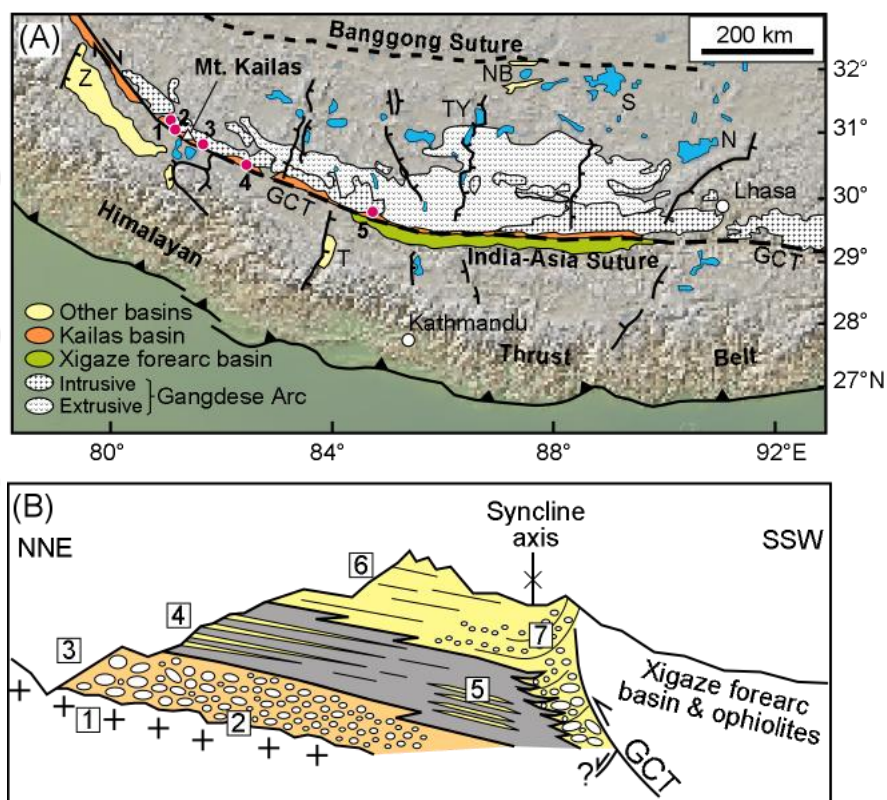 (A)
Banggong Suture
200 km
32°
Z
Mt. Kailas
NB
S
TY
2
1
3
31°
N
4
GCT
Lhasa
30°
5
Himalayan
T
India-Asia Suture
GCT
29°
Other basins
Kailas basin
Xigaze forearc basin
Intrusive
Extrusive
Gangdese Arc
Kathmandu
Thrust
Belt
28°
27°N
80°
84°
88°
92°E
(B)
NNE
Syncline
axis
SSW
6
4
3
7
5
1
2
Xigaze forearc
basin & ophiolites
?
GCT